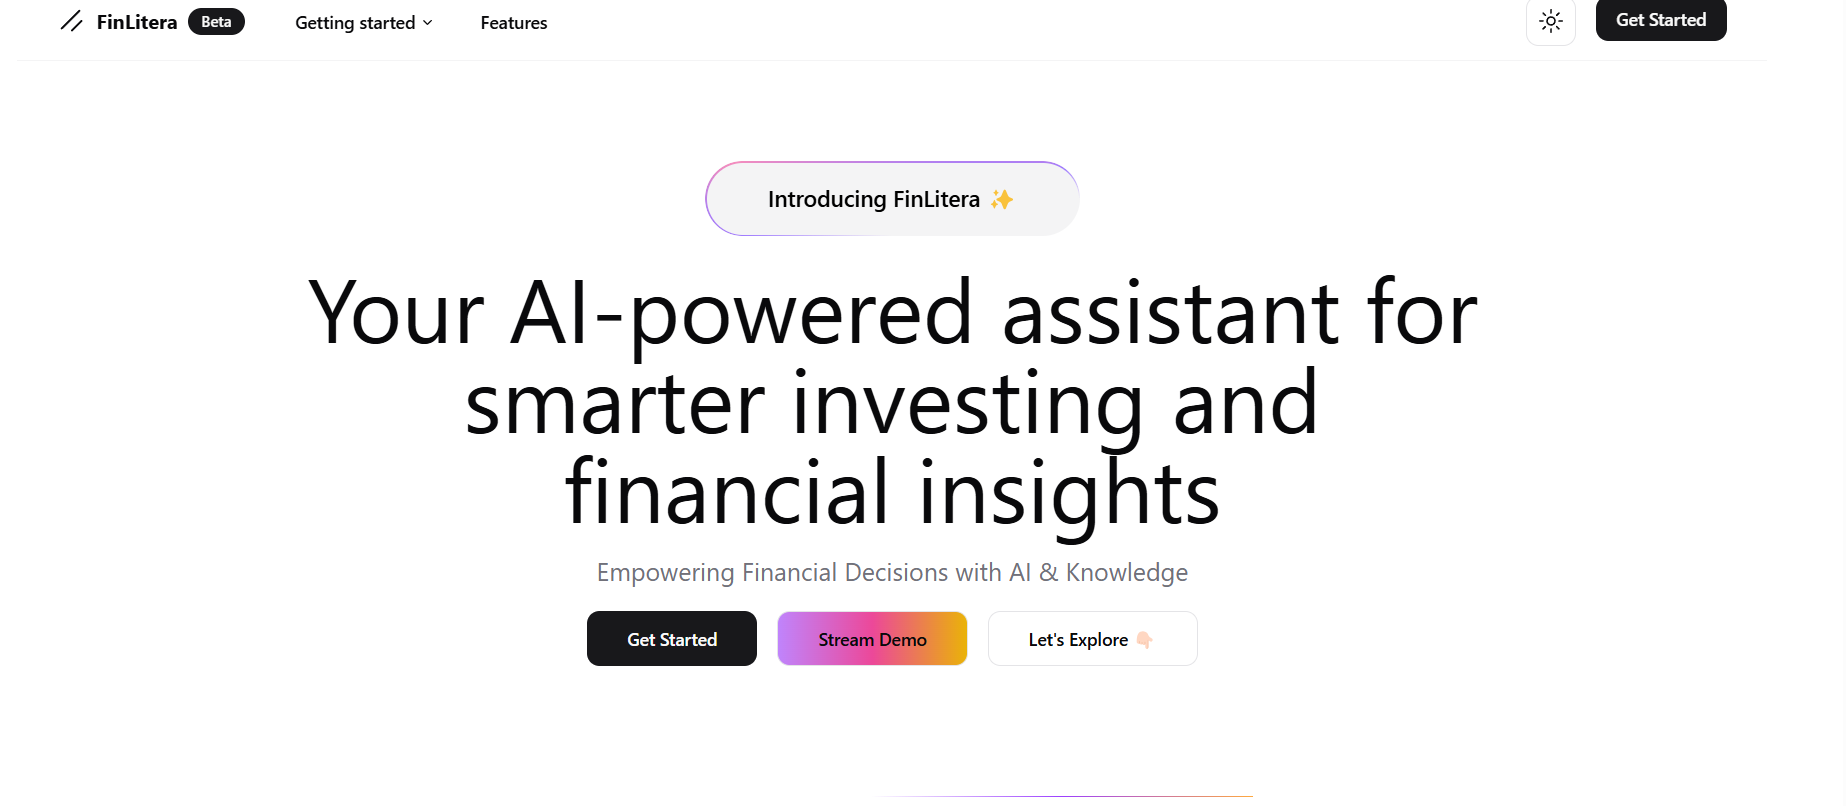 FinLitera Beta Getting started Features Get Started
Introducing FinLitera ✨
Your AI-powered assistant for
smarter investing and
financial insights
Empowering Financial Decisions with AI & Knowledge
Get Started Stream Demo Let's Explore 👇🏻